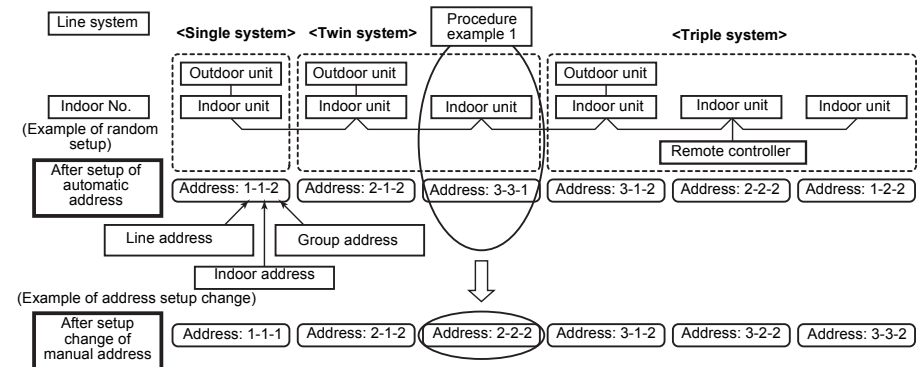 Line system
<Single system>
<Twin system>
Procedure
example 1
<Triple system>
Outdoor unit
Outdoor unit
Outdoor unit
Indoor No.
Indoor unit
Indoor unit
Indoor unit
Indoor unit
Indoor unit
Indoor unit
(Example of random
setup)
Remote controller
After setup of
automatic
address
Address: 1-1-2
Address: 2-1-2
Address: 3-3-1
Address: 3-1-2
Address: 2-2-2
Address: 1-2-2
Line address
Group address
Indoor address
(Example of address setup change)
After setup
change of
manual address
Address: 1-1-1
Address: 2-1-2
Address: 2-2-2
Address: 3-1-2
Address: 3-2-2
Address: 3-3-2